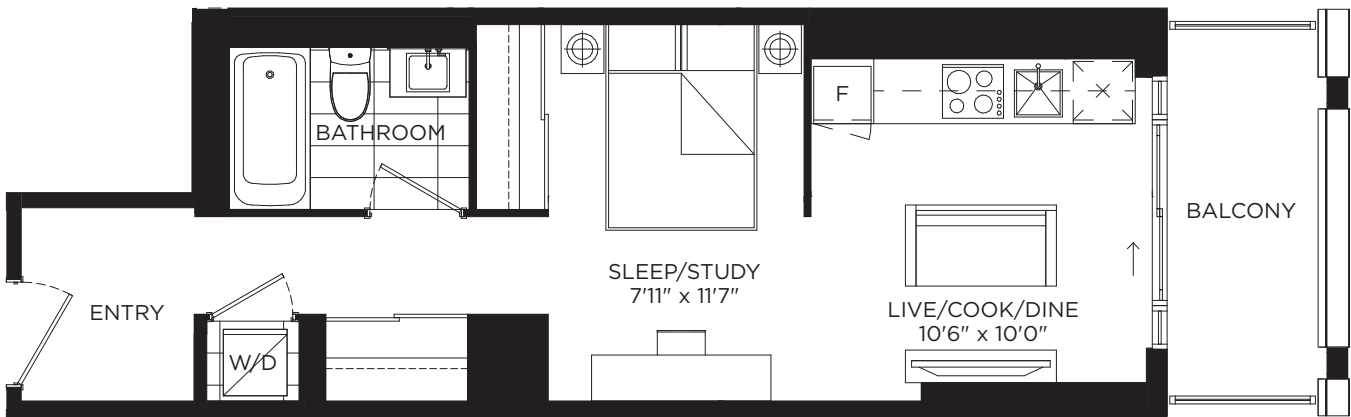 BATHROOM
F
BALCONY
SLEEP/STUDY
7'11" x 11'7"
ENTRY
LIVE/COOK/DINE
10'6" x 10'0"
W/D